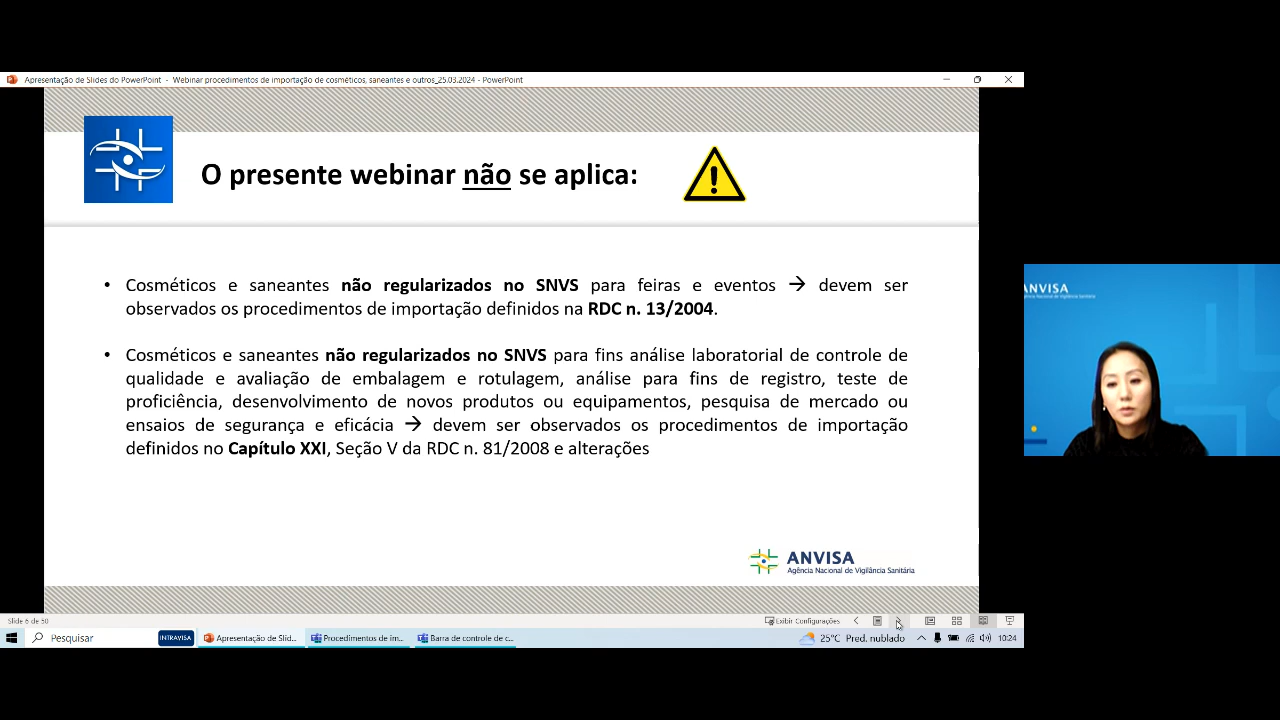 Apresentação de Slides do PowerPoint - Webinar procedimentos de importação de cosméticos, saneantes e outros_25.03.2024 - PowerPoint
O presente webinar não se aplica:
• Cosméticos e saneantes não regularizados no SNVS para feiras e eventos → devem ser
observados os procedimentos de importação definidos na RDC n. 13/2004.
• Cosméticos e saneantes não regularizados no SNVS para fins análise laboratorial de controle de
qualidade e avaliação de embalagem e rotulagem, análise para fins de registro, teste de
proficiência, desenvolvimento de novos produtos ou equipamentos, pesquisa de mercado ou
ensaios de segurança e eficácia → devem ser observados os procedimentos de importação
definidos no Capítulo XXI, Seção V da RDC n. 81/2008 e alterações
ANVISA
Agência Nacional de Vigilância Sanitária
ANVISA
Agência Nacional de Vigilância Sanitária
Slide 6 de 50
Exibir Configurações
Pesquisar
INTRAVISA
Apresentação de Slid...
Procedimentos de im...
Barra de controle de c...
25°C Pred. nublado
10:24